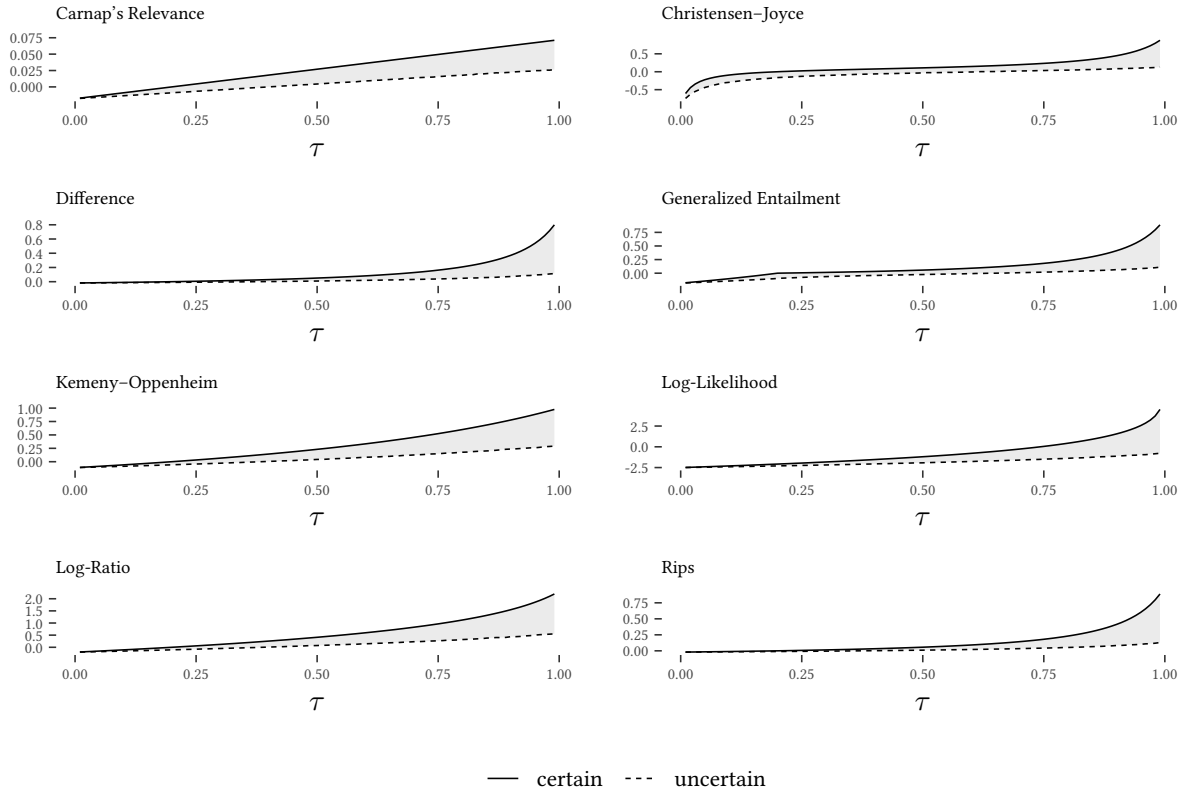 Carnap’s Relevance
0.075
0.050
0.025
0.000
0.00 0.25 0.50 0.75 1.00
τ
Christensen–Joyce
0.5
0.0
-0.5
0.00 0.25 0.50 0.75 1.00
τ
Difference
0.8
0.6
0.4
0.2
0.0
0.00 0.25 0.50 0.75 1.00
τ
Generalized Entailment
0.75
0.50
0.25
0.00
0.00 0.25 0.50 0.75 1.00
τ
Kemeny–Oppenheim
1.00
0.75
0.50
0.25
0.00
0.00 0.25 0.50 0.75 1.00
τ
Log-Likelihood
2.5
0.0
-2.5
0.00 0.25 0.50 0.75 1.00
τ
Log-Ratio
2.0
1.5
1.0
0.5
0.0
0.00 0.25 0.50 0.75 1.00
τ
Rips
0.75
0.50
0.25
0.00
0.00 0.25 0.50 0.75 1.00
τ
certain uncertain